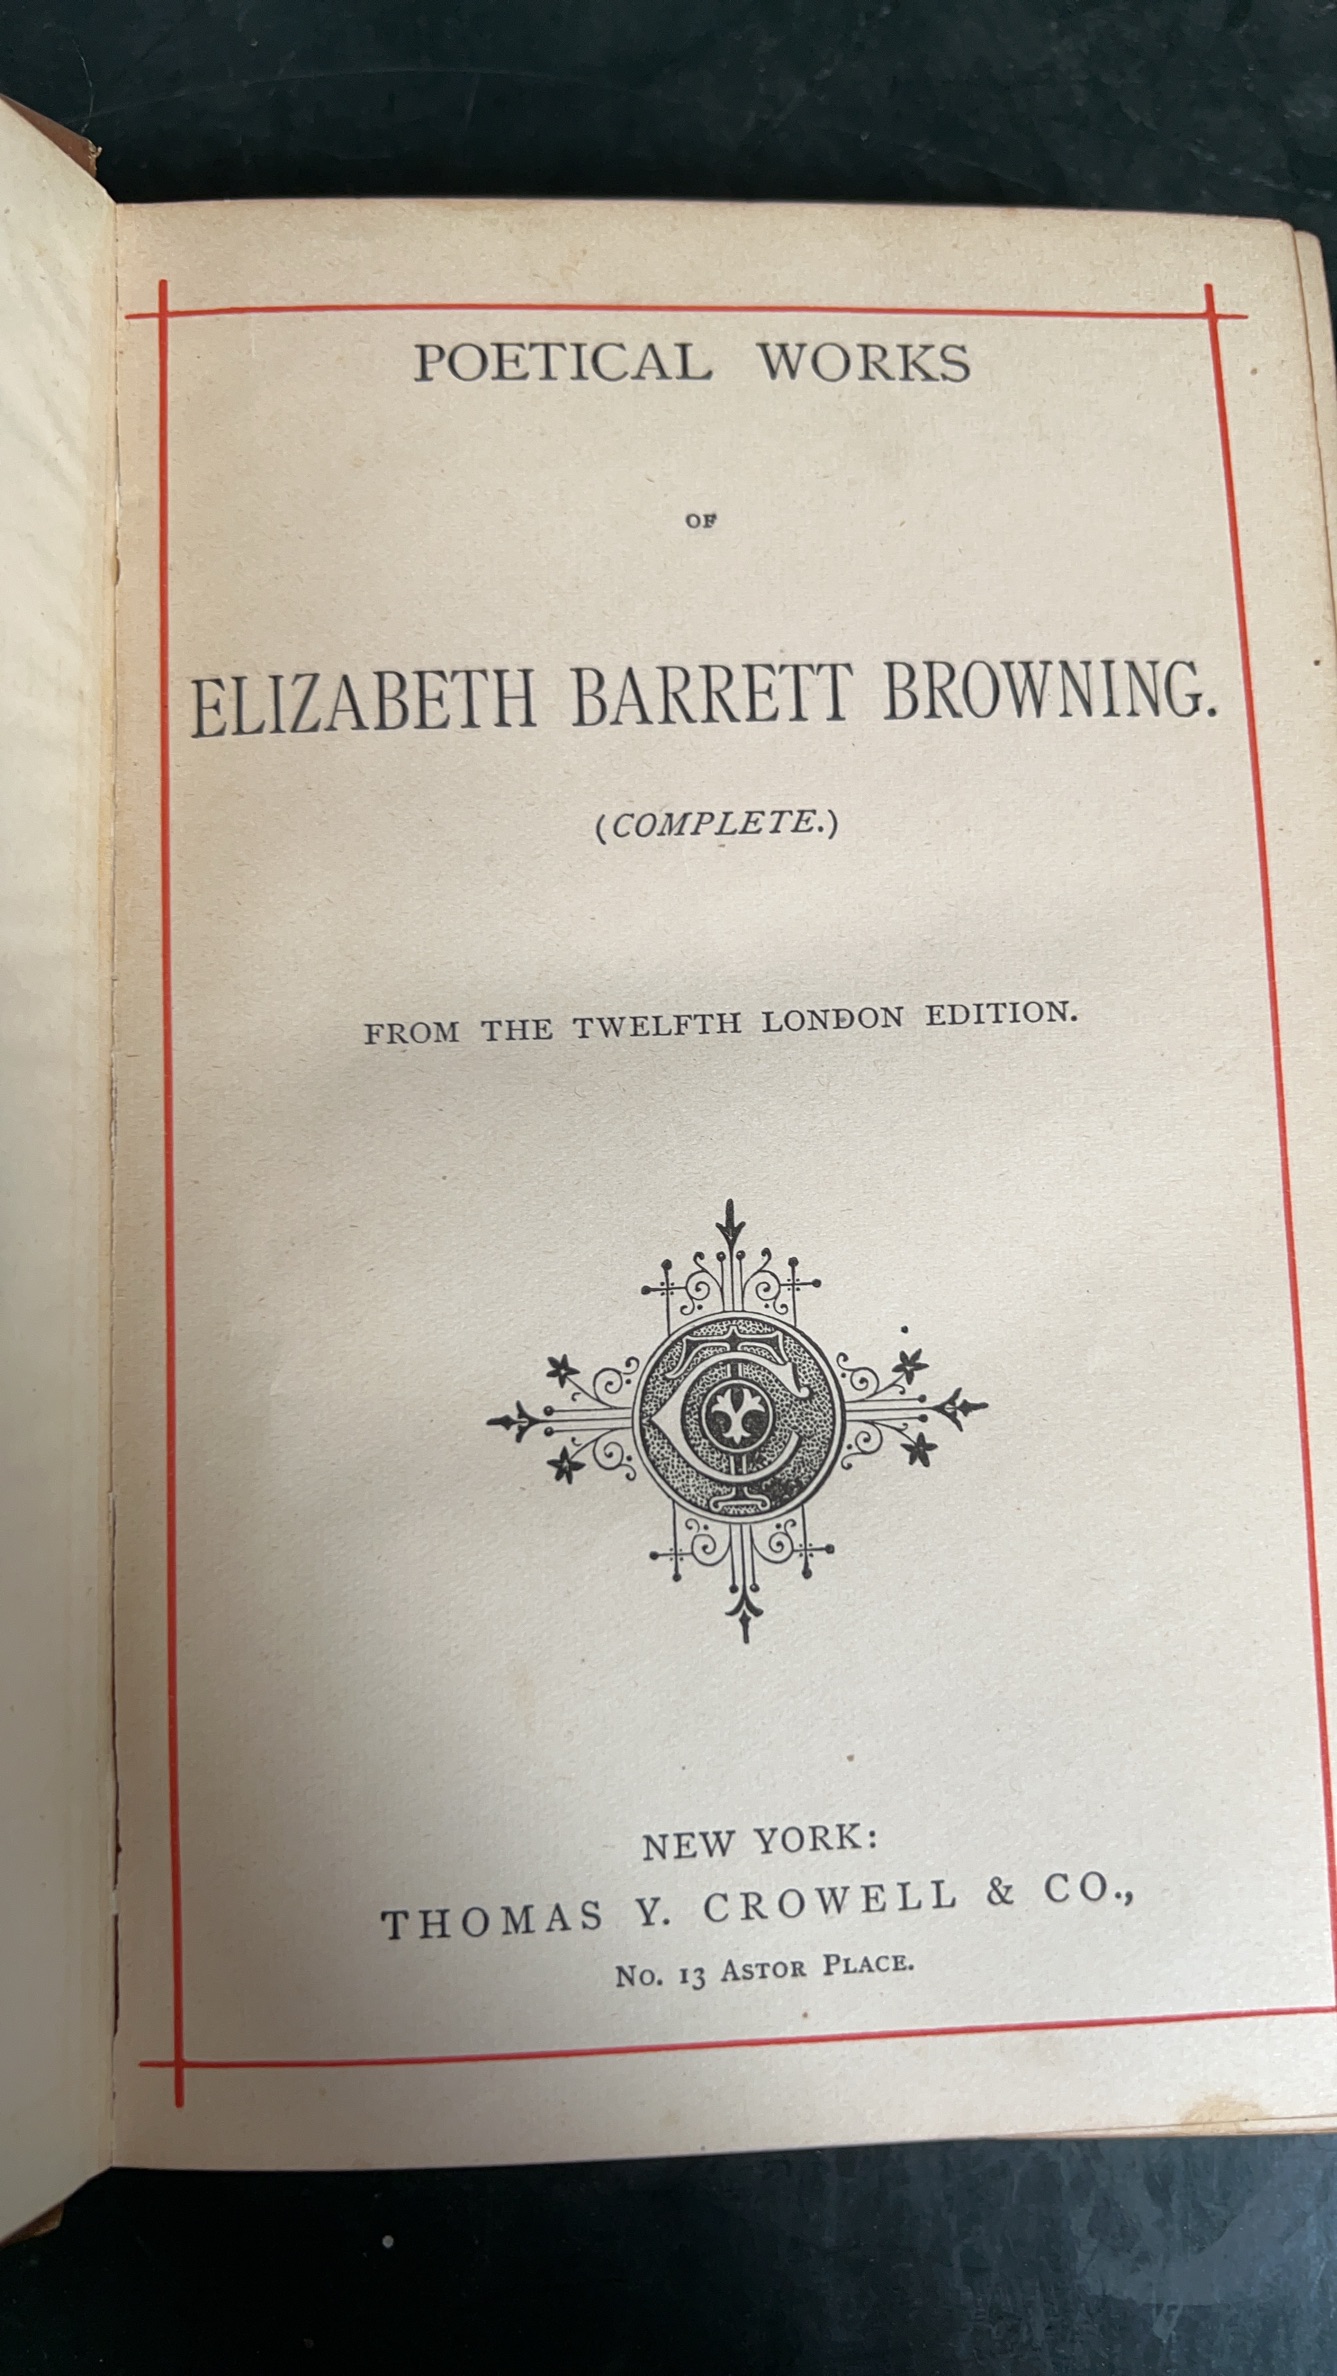 POETICAL WORKS
OF
ELIZABETH BARRETT BROWNING.
(COMPLETE.)
FROM THE TWELFTH LONDON EDITION.
TC
NEW YORK:
THOMAS Y. CROWELL & CO.,
No. 13 Astor Place.